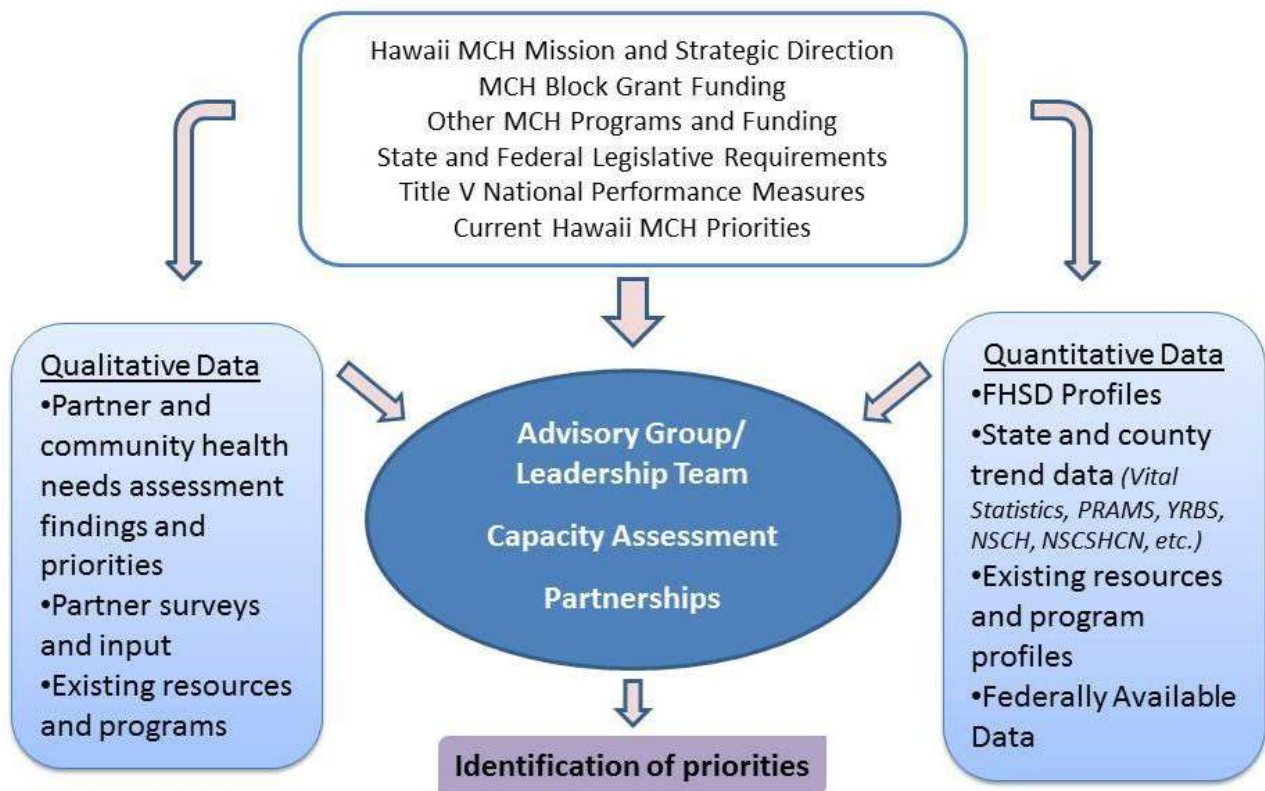 Hawaii MCH Mission and Strategic Direction
MCH Block Grant Funding
Other MCH Programs and Funding
State and Federal Legislative Requirements
Title V National Performance Measures
Current Hawaii MCH Priorities
Qualitative Data
•Partner and
community health
needs assessment
findings and
priorities
•Partner surveys
and input
•Existing resources
and programs
Advisory Group/
Leadership Team
Capacity Assessment
Partnerships
Quantitative Data
•FHSD Profiles
•State and county
trend data (Vital
Statistics, PRAMS, YRBS,
NSCH, NSCSHCN, etc.)
•Existing resources
and program
profiles
•Federally Available
Data
Identification of priorities